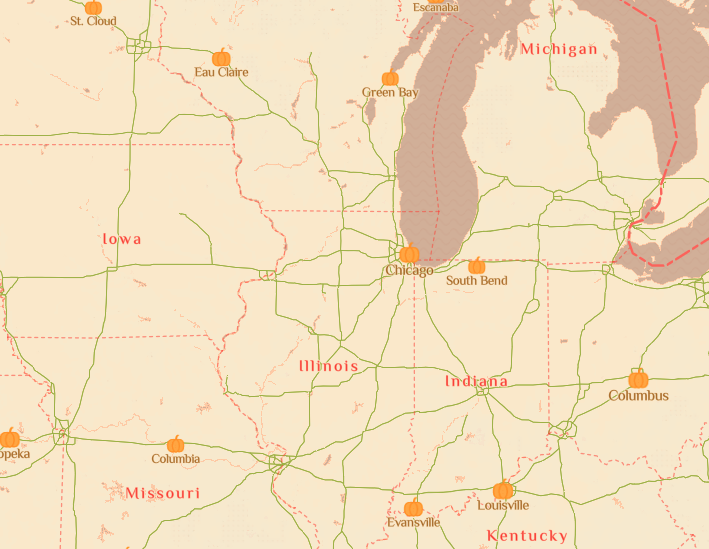 Escanaba
St. Cloud
Michigan
Eau Claire
Green Bay
Iowa
Chicago
South Bend
Illinois
Indiana
Columbus
opeka
Columbia
Missouri
Louisville
Evansville
Kentucky